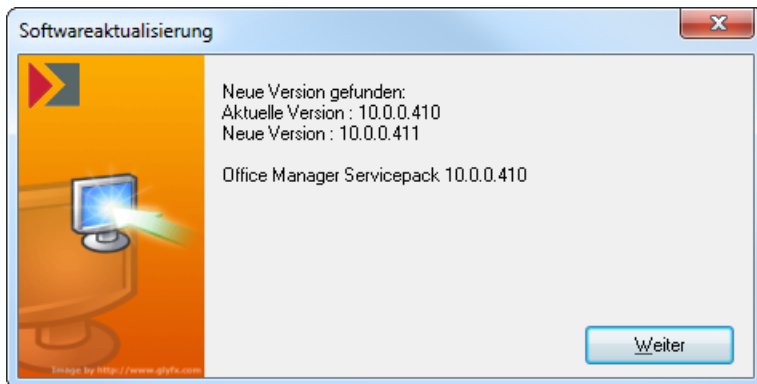 Softwareaktualisierung
Neue Version gefunden:
Aktuelle Version : 10.0.0.410
Neue Version : 10.0.0.411
Office Manager Servicepack 10.0.0.410
Weiter
Image by http://www.glyfx.com